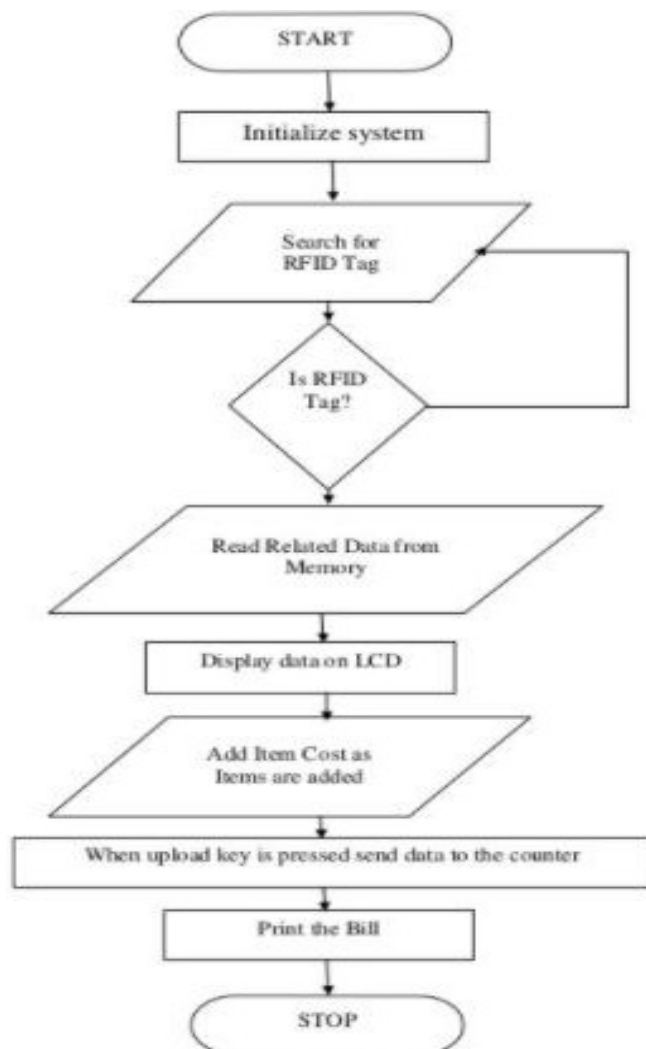 START
Initialize system
Search for
RFID Tag
Is RFID
Tag?
Read Related Data from
Memory
Display data on LCD
Add Item Cost as
Items are added
When upload key is pressed send data to the counter
Print the Bill
STOP